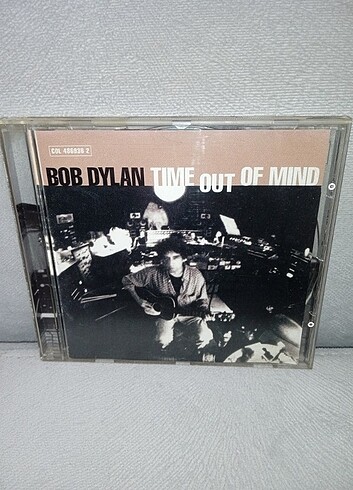 COL 486936 2
BOB DYLAN TIME OUT OF MIND